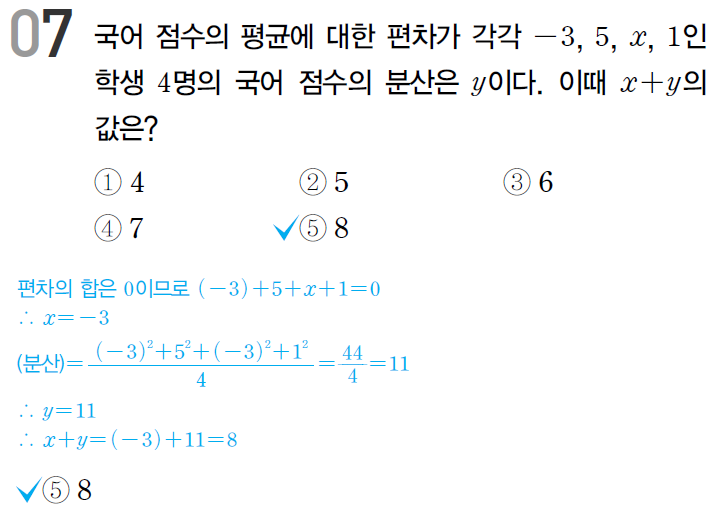 07 국어 점수의 평균에 대한 편차가 각각 −3, 5, x, 1인
학생 4명의 국어 점수의 분산은 y이다. 이때 x+y의
값은?
① 4 ② 5 ③ 6
④ 7 ✓⑤ 8
편차의 합은 0이므로 (−3)+5+x+1=0
∴ x=−3
(분산)=\frac{(−3)²+5²+(−3)²+1²}{4}=\frac{44}{4}=11
∴ y=11
∴ x+y=(−3)+11=8
✓⑤ 8